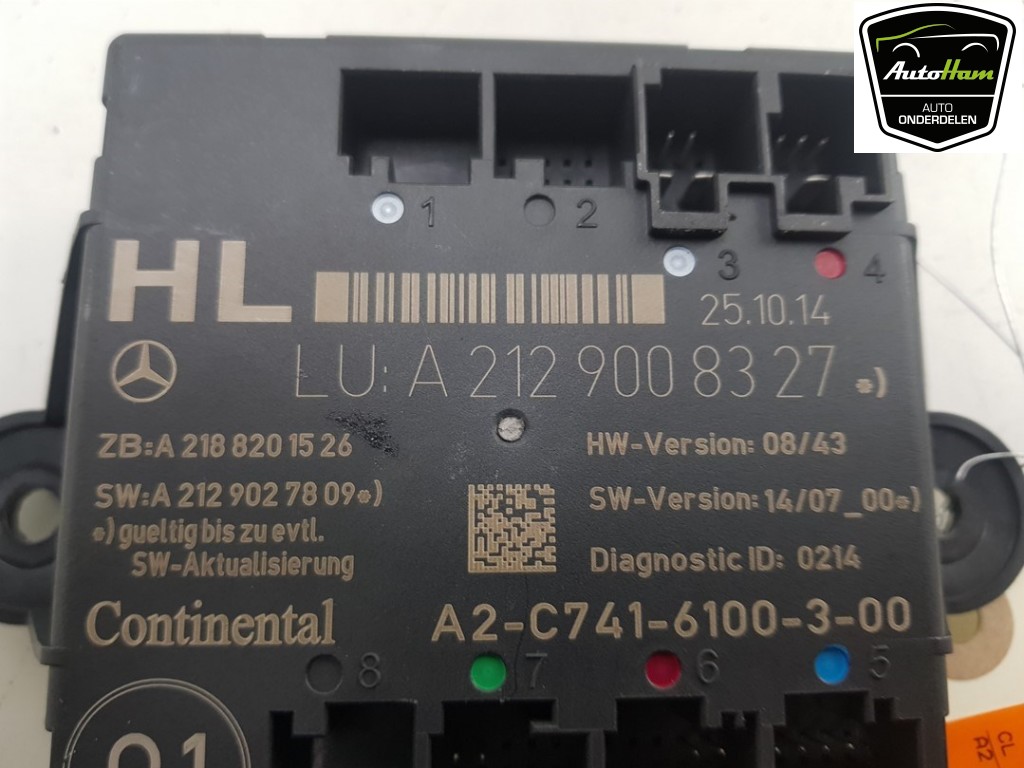 AutoHam
AUTO
ONDERDELEN
1 2
3 4
HL
25.10.14
LU: A 212 900 83 27 *)
ZB: A 218 820 15 26
HW-Version: 08/43
SW: A 212 902 78 09*)
SW-Version: 14/07_00*)
*) gueltig bis zu evtl.
SW-Aktualisierung
Diagnostic ID: 0214
Continental
A2-C741-6100-3-00
8 7 6 5
CL
A2